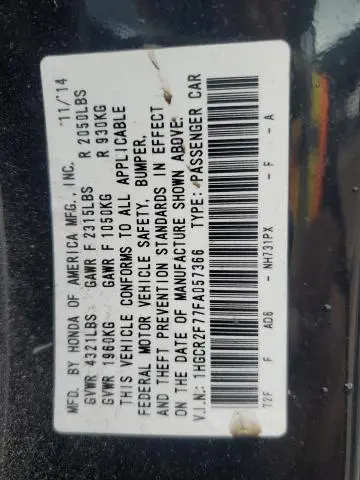 MFD. BY HONDA OF AMERICA MFG., INC. 11/'14
GVWR 4321LBS GAWR F 2315LBS R 2050LBS
GVWR 1960KG GAWR F 1050KG R 930KG
THIS VEHICLE CONFORMS TO ALL APPLICABLE
FEDERAL MOTOR VEHICLE SAFETY, BUMPER,
AND THEFT PREVENTION STANDARDS IN EFFECT
ON THE DATE OF MANUFACTURE SHOWN ABOVE.
V.I.N.: 1HGCR2F77FA057366 TYPE: PASSENGER CAR
T2F F AD6 - NH731PX - F - A